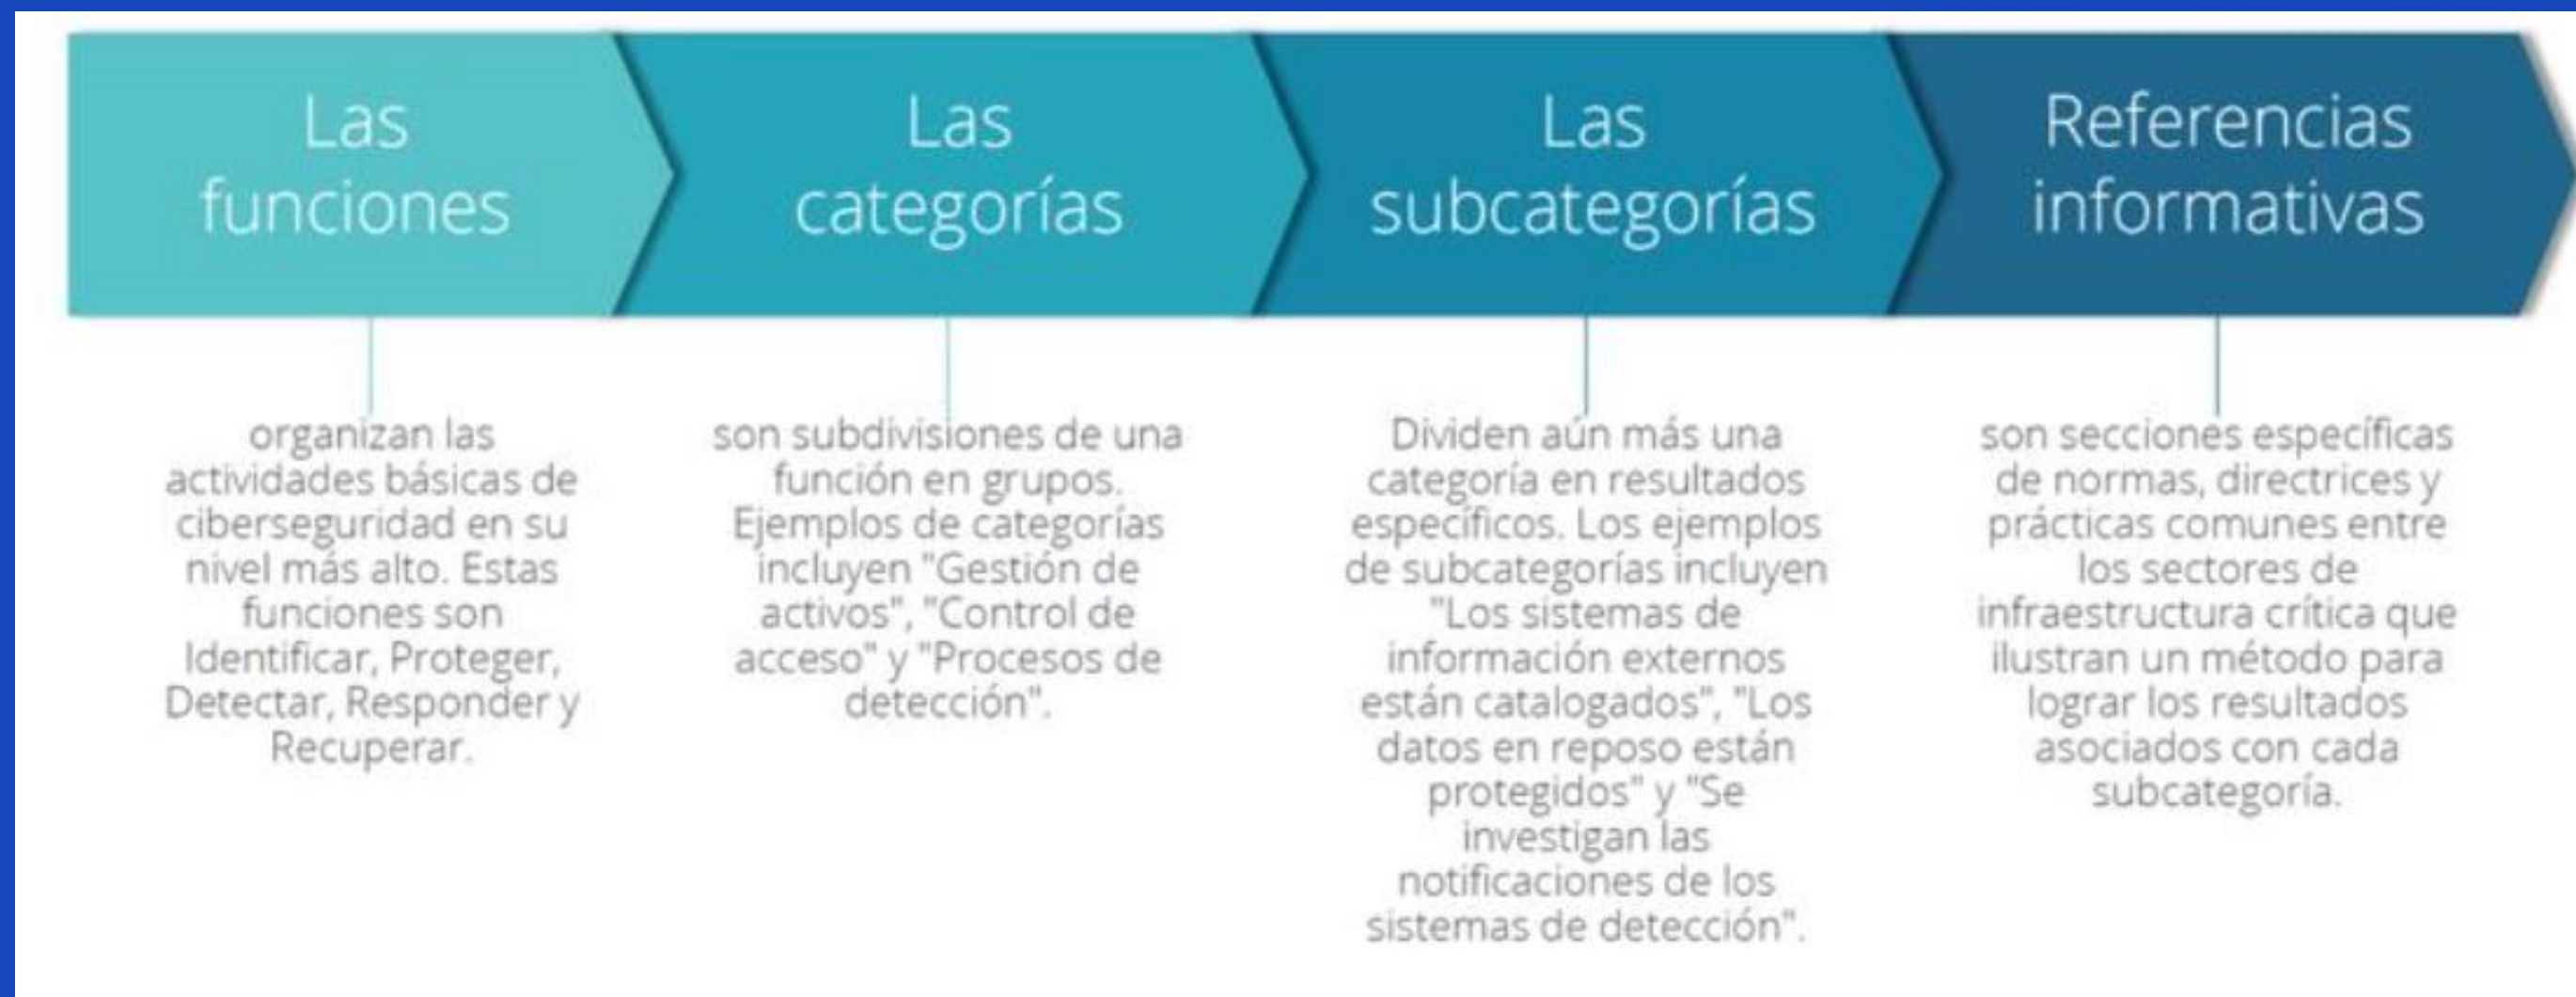 Las
funciones
Las
categorías
Las
subcategorías
Referencias
informativas
organizan las
actividades básicas de
ciberseguridad en su
nivel más alto. Estas
funciones son
Identificar, Proteger,
Detectar, Responder y
Recuperar.
son subdivisiones de una
función en grupos.
Ejemplos de categorías
incluyen "Gestión de
activos", "Control de
acceso" y "Procesos de
detección".
Dividen aún más una
categoría en resultados
específicos. Los ejemplos
de subcategorías incluyen
"Los sistemas de
información externos
están catalogados", "Los
datos en reposo están
protegidos" y "Se
investigan las
notificaciones de los
sistemas de detección".
son secciones específicas
de normas, directrices y
prácticas comunes entre
los sectores de
infraestructura crítica que
ilustran un método para
lograr los resultados
asociados con cada
subcategoría.